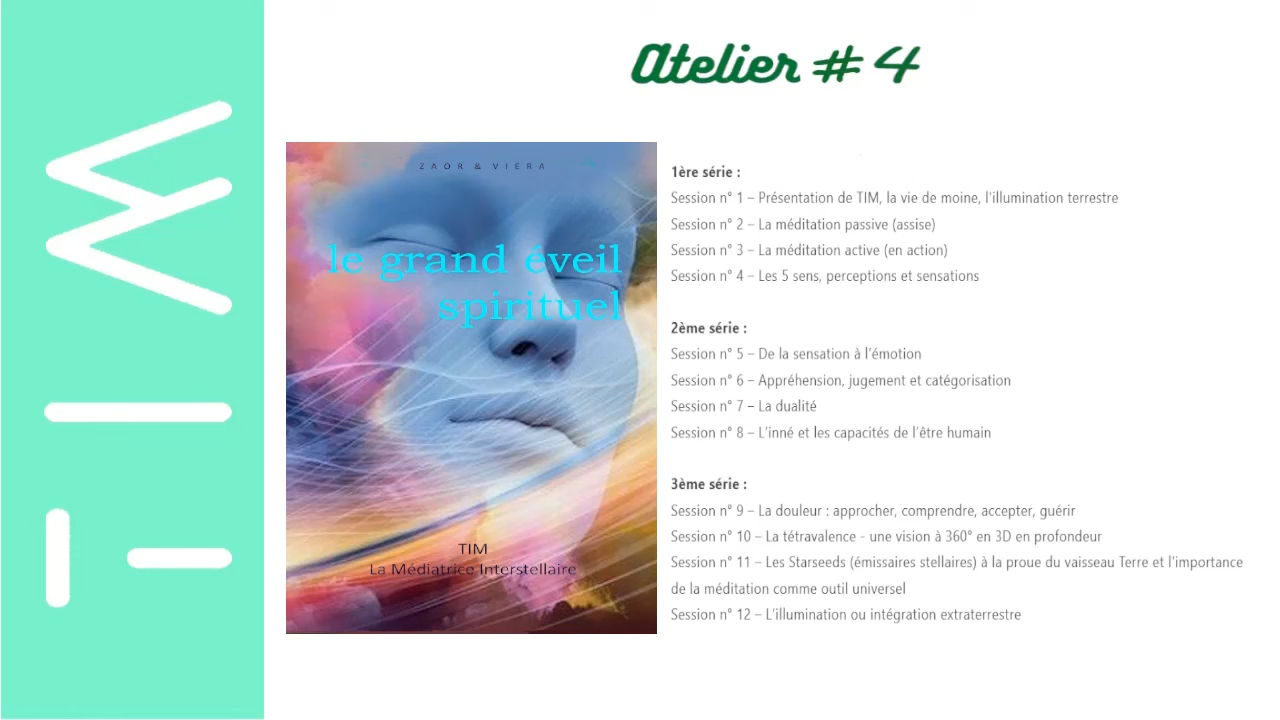 Atelier # 4
TIM
ZAOR & VIERA
le grand éveil
spirituel
TIM
La Médiatrice Interstellaire
1ère série :
Session n° 1 – Présentation de TIM, la vie de moine, l'illumination terrestre
Session n° 2 – La méditation passive (assise)
Session n° 3 – La méditation active (en action)
Session n° 4 – Les 5 sens, perceptions et sensations
2ème série :
Session n° 5 – De la sensation à l'émotion
Session n° 6 – Appréhension, jugement et catégorisation
Session n° 7 – La dualité
Session n° 8 – L'inné et les capacités de l'être humain
3ème série :
Session n° 9 – La douleur : approcher, comprendre, accepter, guérir
Session n° 10 – La tétravalence - une vision à 360° en 3D en profondeur
Session n° 11 – Les Starseeds (émissaires stellaires) à la proue du vaisseau Terre et l'importance
de la méditation comme outil universel
Session n° 12 – L'illumination ou intégration extraterrestre